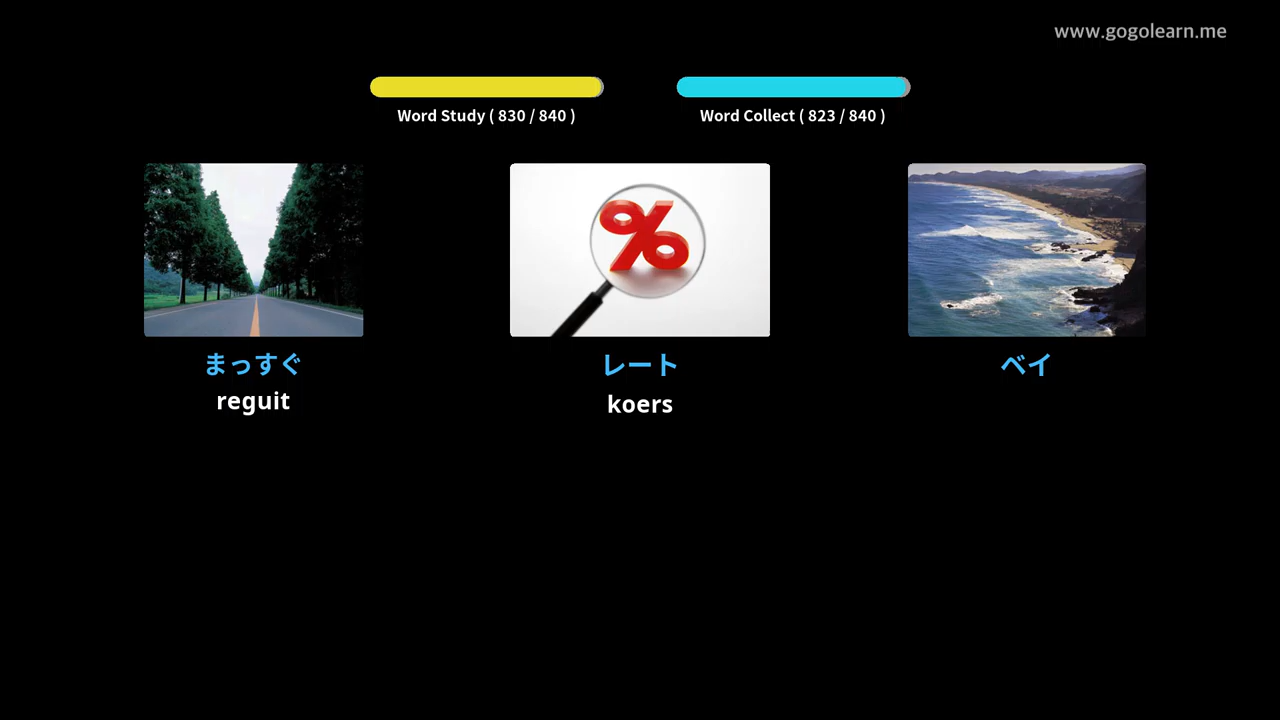 www.gogolearn.me
Word Study ( 830 / 840 )
Word Collect ( 823 / 840 )
%
まっすぐ
reguit
レート
koers
ベイ